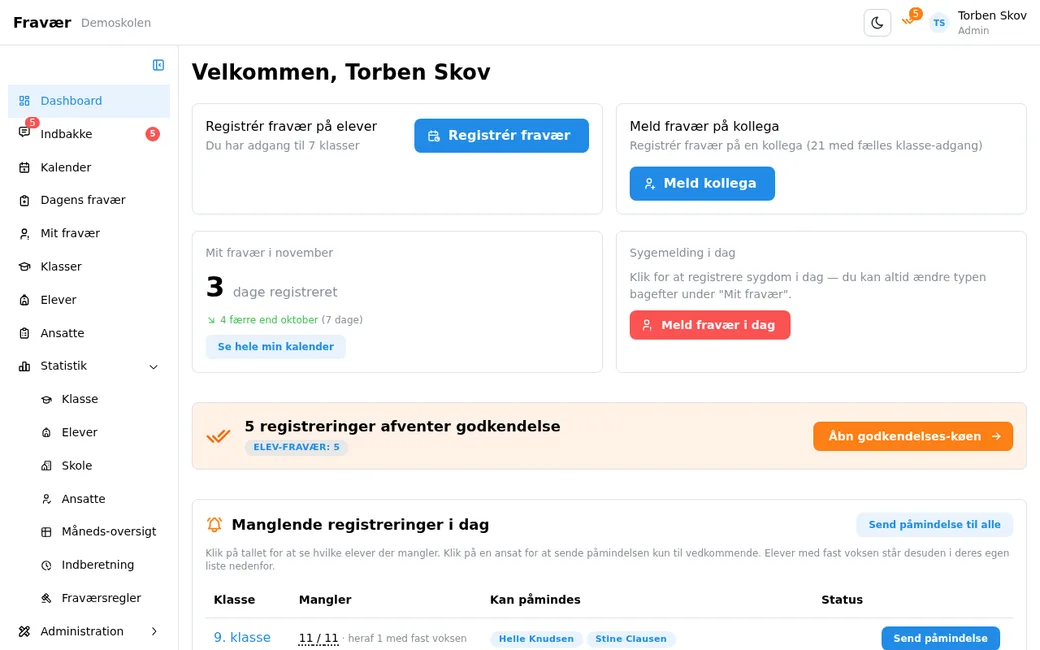 Fravær Demoskolen
5
TS
Torben Skov
Admin
Dashboard
5
Indbakke
5
Kalender
Dagens fravær
Mit fravær
Klasser
Elever
Ansatte
Statistik
Klasse
Elever
Skole
Ansatte
Måneds-oversigt
Indberetning
Fraværsregler
Administration
Velkommen, Torben Skov
Registrér fravær på elever
Du har adgang til 7 klasser
Registrér fravær
Meld fravær på kollega
Registrér fravær på en kollega (21 med fælles klasse-adgang)
Meld kollega
Mit fravær i november
3 dage registreret
4 færre end oktober (7 dage)
Se hele min kalender
Sygemelding i dag
Klik for at registrere sygdom i dag — du kan altid ændre typen
bagefter under "Mit fravær".
Meld fravær i dag
5 registreringer afventer godkendelse
ELEV-FRAVÆR: 5
Åbn godkendelses-køen
Manglende registreringer i dag
Send påmindelse til alle
Klik på tallet for at se hvilke elever der mangler. Klik på en ansat for at sende påmindelsen kun til vedkommende. Elever med fast voksen står desuden i deres egen
liste nedenfor.
Klasse Mangler Kan påmindes Status
9. klasse 11 / 11 · heraf 1 med fast voksen Helle Knudsen Stine Clausen Send påmindelse